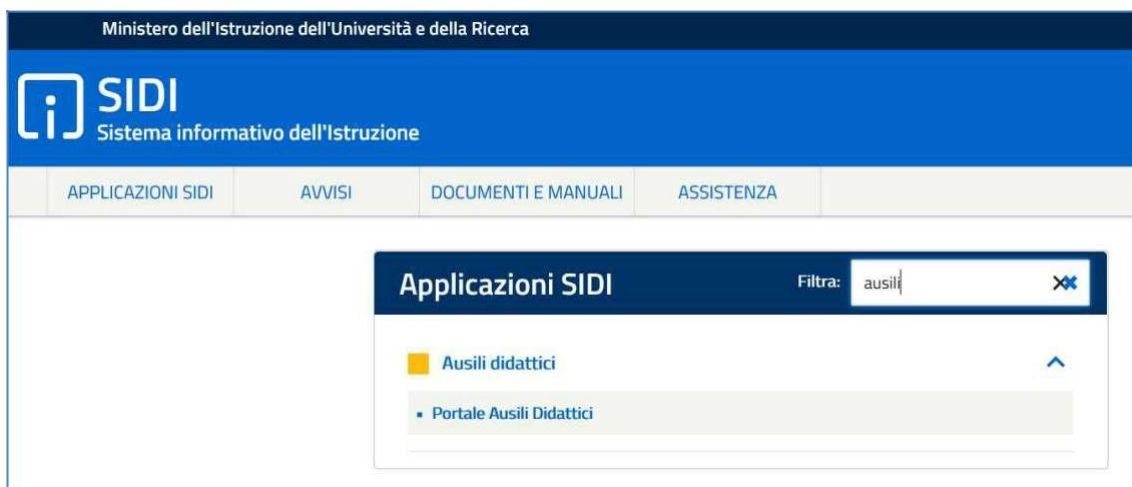 Ministero dell'Istruzione dell'Università e della Ricerca
SIDI
Sistema informativo dell'Istruzione
APPLICAZIONI SIDI AVVISI DOCUMENTI E MANUALI ASSISTENZA
Applicazioni SIDI Filtra: ausili
Ausili didattici
Portale Ausili Didattici